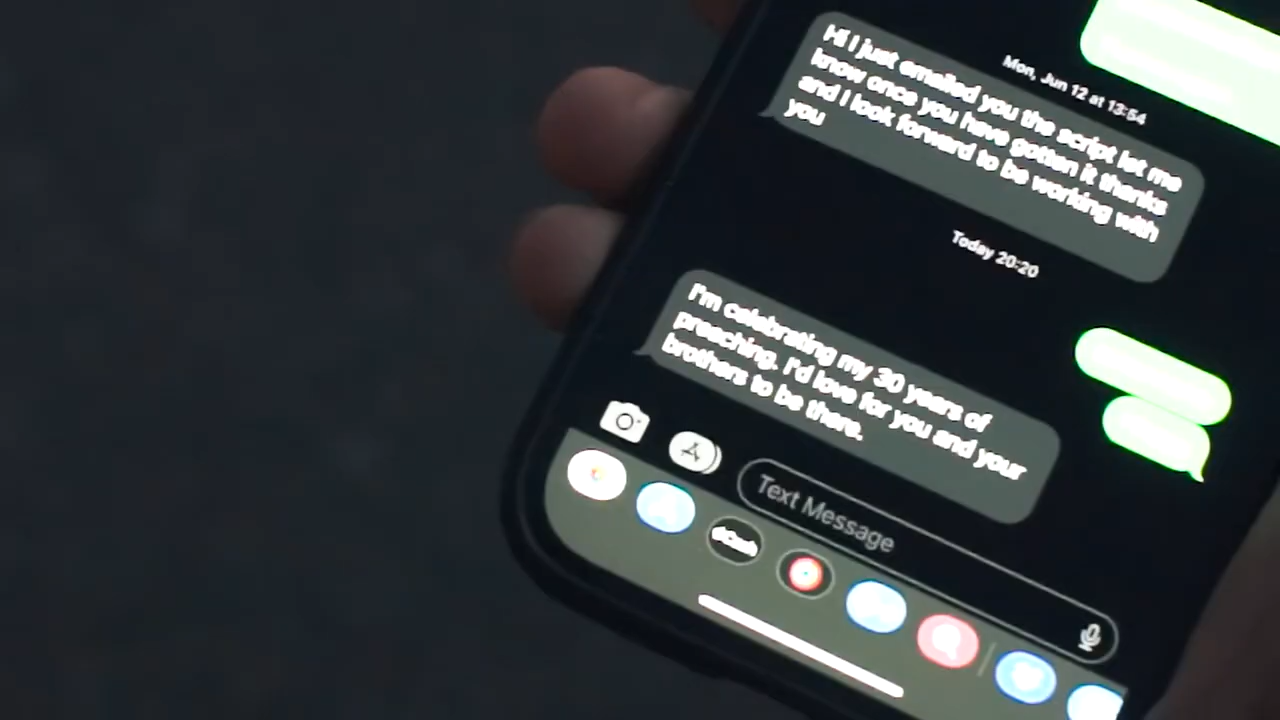 Mon, Jun 12 at 13:54
Hi I just emailed you the script let me
know once you have gotten it thanks
and I look forward to be working with
you
Today 20:20
I'm celebrating my 30 years of
preaching. I'd love for you and your
brothers to be there.
Text Message